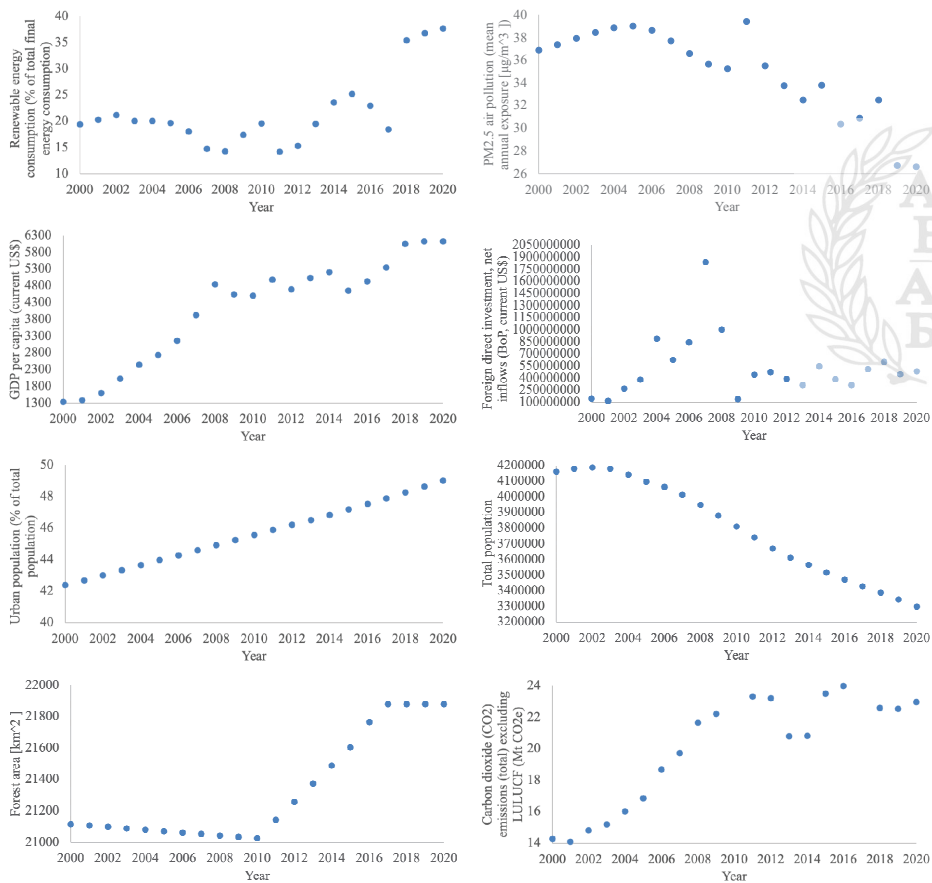 Renewable energy
consumption (% of total final
energy consumption)
40
35
30
25
20
15
10
2000 2002 2004 2006 2008 2010 2012 2014 2016 2018 2020
Year
PM2.5 air pollution (mean
annual exposure [µg/m^3 ]
40
38
36
34
32
30
28
26
2000 2002 2004 2006 2008 2010 2012 2014 2016 2018 2020
Year
GDP per capita (current US$)
6300
5800
5300
4800
4300
3800
3300
2800
2300
1800
1300
2000 2002 2004 2006 2008 2010 2012 2014 2016 2018 2020
Year
Foreign direct investment, net
inflows (BoP, current US$)
2050000000
1900000000
1750000000
1600000000
1450000000
1300000000
1150000000
1000000000
850000000
700000000
550000000
400000000
250000000
100000000
2000 2002 2004 2006 2008 2010 2012 2014 2016 2018 2020
Year
Urban population (% of total
population)
50
48
46
44
42
40
2000 2002 2004 2006 2008 2010 2012 2014 2016 2018 2020
Year
Total population
4200000
4100000
4000000
3900000
3800000
3700000
3600000
3500000
3400000
3300000
3200000
2000 2002 2004 2006 2008 2010 2012 2014 2016 2018 2020
Year
Forest area [km^2 ]
22000
21800
21600
21400
21200
21000
2000 2002 2004 2006 2008 2010 2012 2014 2016 2018 2020
Year
Carbon dioxide (CO2)
emissions (total) excluding
LULUCF (Mt CO2e)
24
22
20
18
16
14
2000 2002 2004 2006 2008 2010 2012 2014 2016 2018 2020
Year